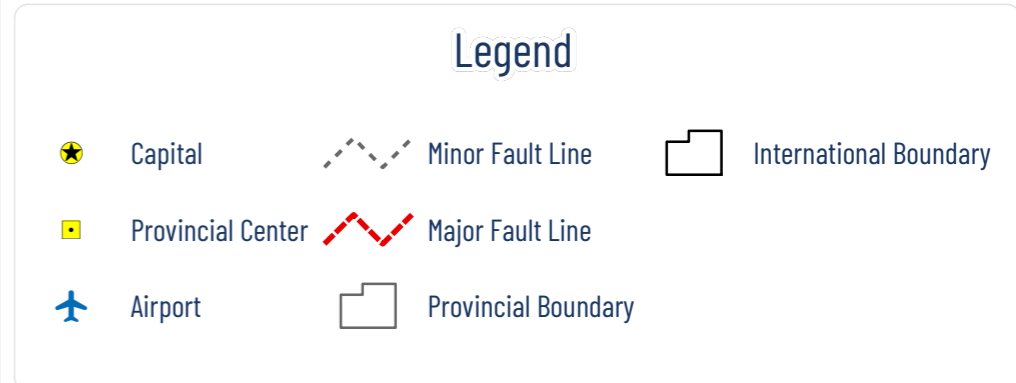 Legend
Capital
Minor Fault Line
International Boundary
Provincial Center
Major Fault Line
Airport
Provincial Boundary